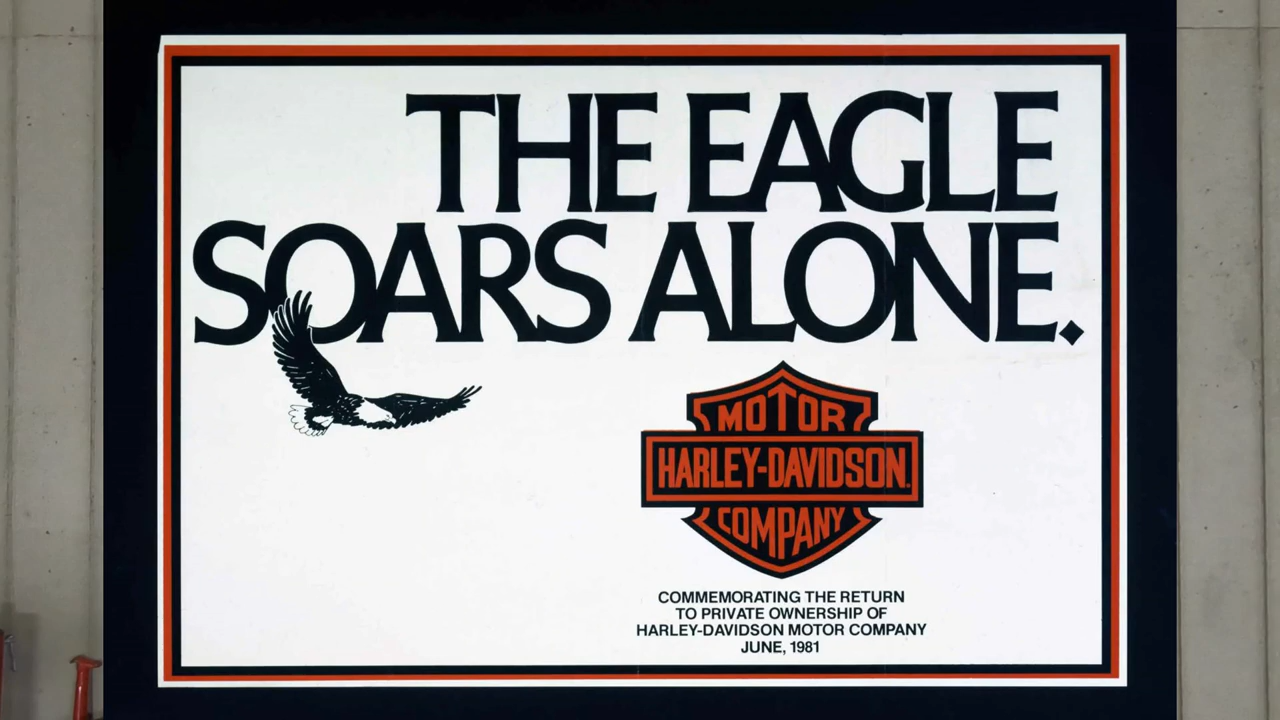 THE EAGLE
SOARS ALONE.
MOTOR
HARLEY-DAVIDSON
COMPANY
COMMEMORATING THE RETURN
TO PRIVATE OWNERSHIP OF
HARLEY-DAVIDSON MOTOR COMPANY
JUNE, 1981